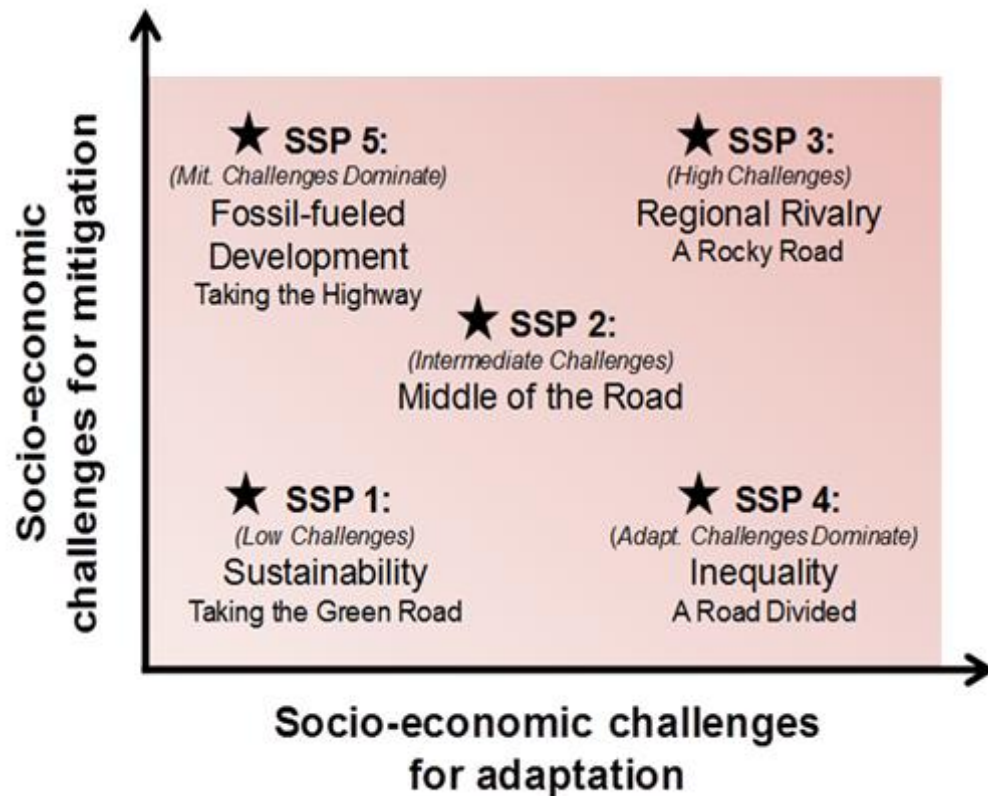 Socio-economic
challenges for mitigation
SSP 5:
(Mit. Challenges Dominate)
Fossil-fueled
Development
Taking the Highway
SSP 3:
(High Challenges)
Regional Rivalry
A Rocky Road
SSP 2:
(Intermediate Challenges)
Middle of the Road
SSP 1:
(Low Challenges)
Sustainability
Taking the Green Road
SSP 4:
(Adapt. Challenges Dominate)
Inequality
A Road Divided
Socio-economic challenges
for adaptation